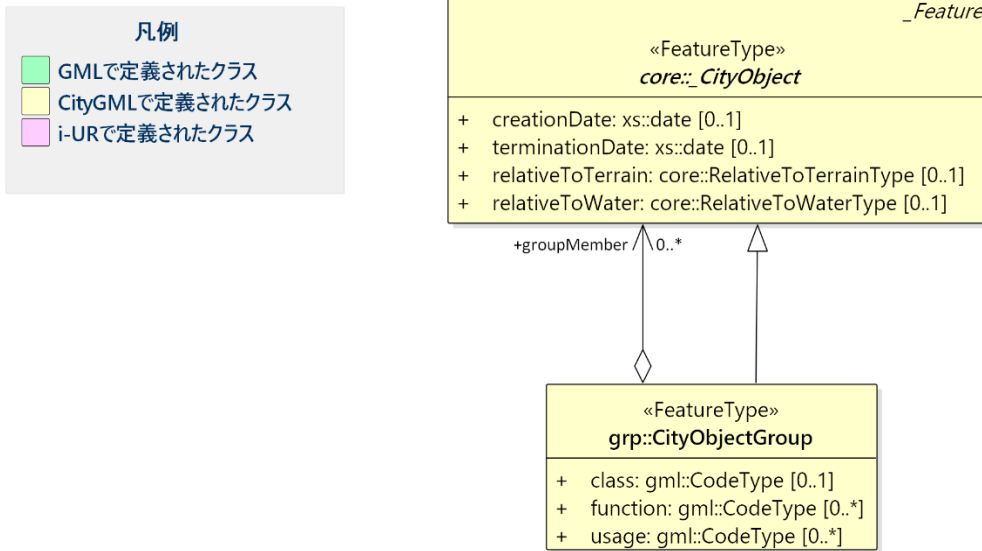 凡例
GMLで定義されたクラス
CityGMLで定義されたクラス
i-URで定義されたクラス
_Feature
«FeatureType»
core::_CityObject
+ creationDate: xs::date [0..1]
+ terminationDate: xs::date [0..1]
+ relativeToTerrain: core::RelativeToTerrainType [0..1]
+ relativeToWater: core::RelativeToWaterType [0..1]
+groupMember 0..*
«FeatureType»
grp::CityObjectGroup
+ class: gml::CodeType [0..1]
+ function: gml::CodeType [0..*]
+ usage: gml::CodeType [0..*]